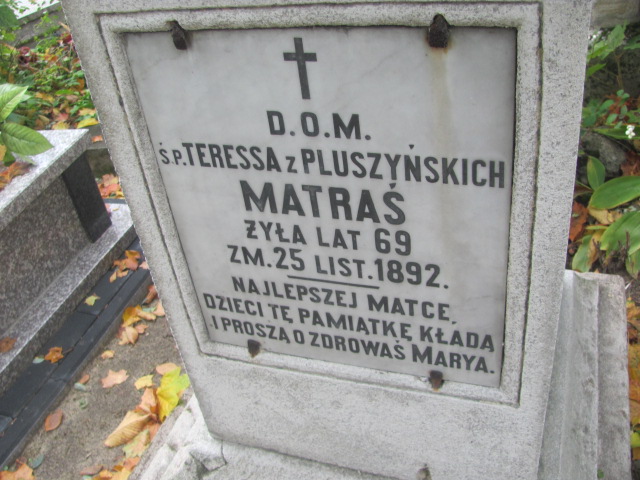 D.O.M.
Ś.P. TERESSA z PLUSZYŃSKICH
MATRAŚ
ŻYŁA LAT 69
ZM. 25 LIST. 1892.
NAJLEPSZEJ MATCE,
DZIECI TĘ PAMIĄTKĘ KŁADĄ
I PROSZĄ O ZDROWAŚ MARYA.